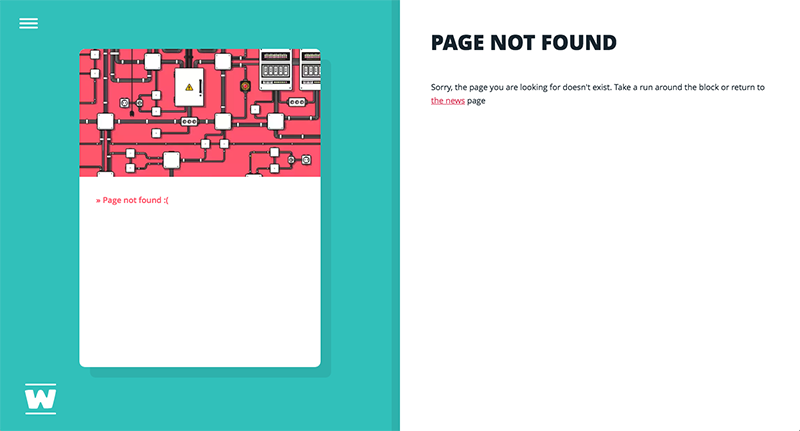 » Page not found :(
W
PAGE NOT FOUND
Sorry, the page you are looking for doesn't exist. Take a run around the block or return to
the news page